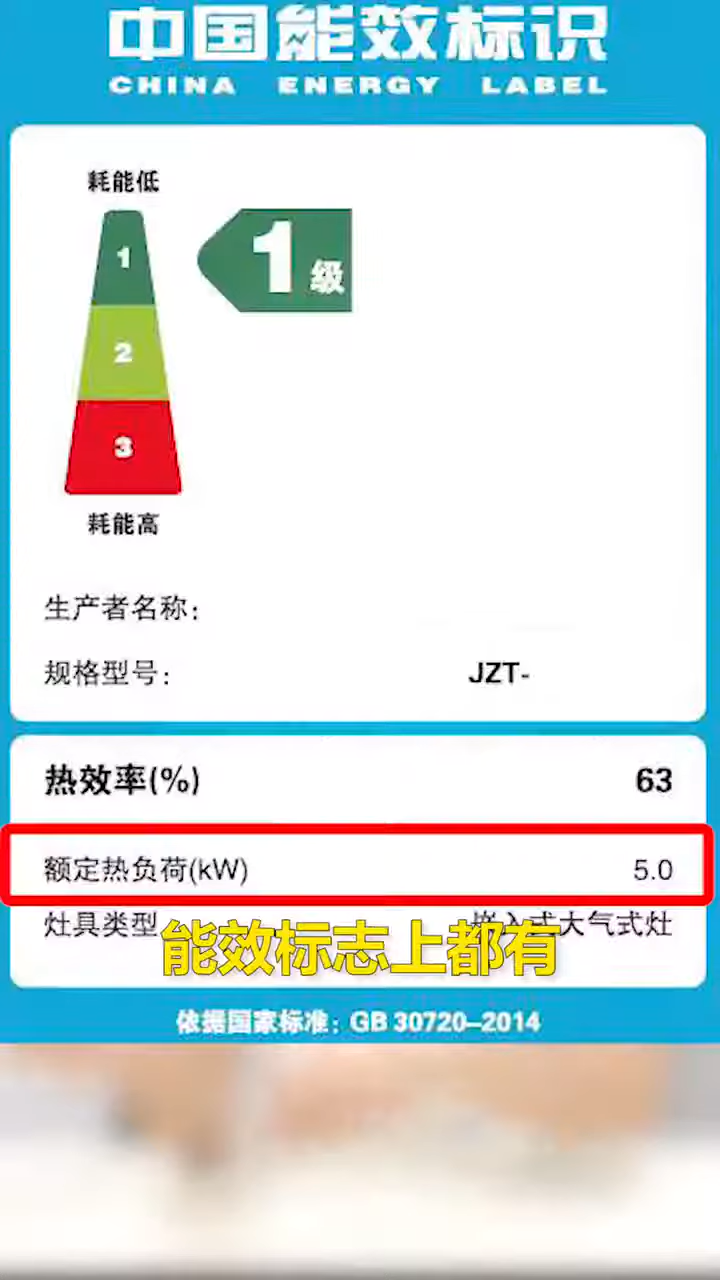 中国能效标识
CHINA ENERGY LABEL
耗能低
1
1级
2
3
耗能高
生产者名称：
规格型号： JZT-
热效率(%) 63
额定热负荷(kW) 5.0
灶具类型 嵌入式大气式灶
能效标志上都有
依据国家标准：GB 30720–2014